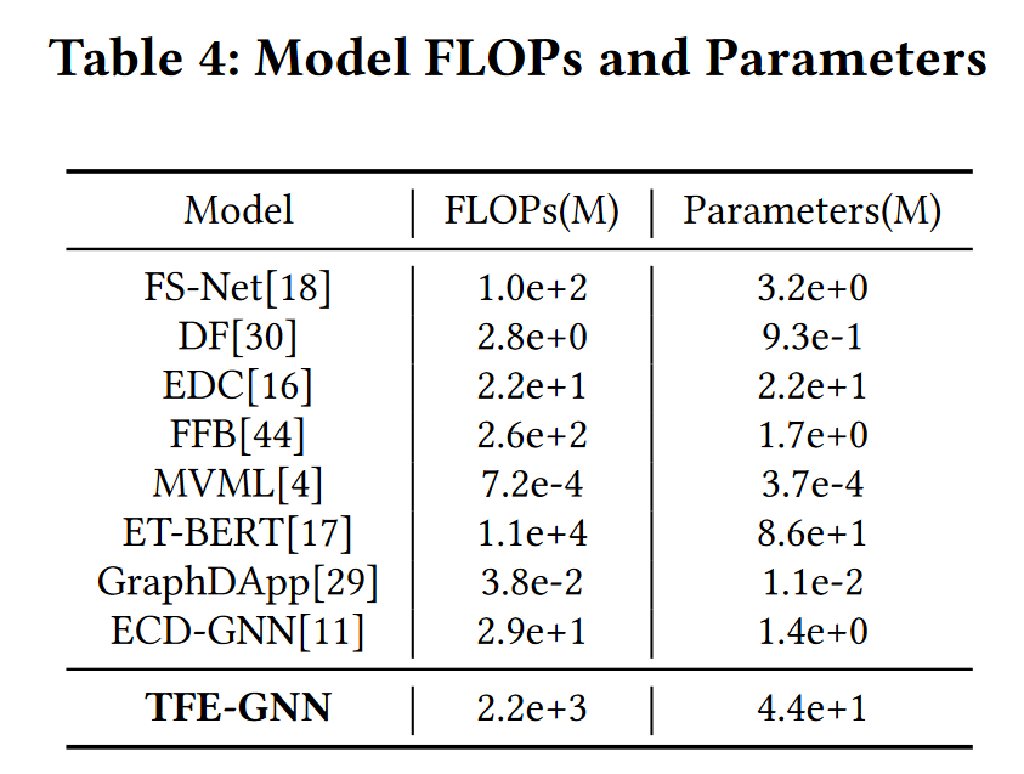 Table 4: Model FLOPs and Parameters
Model FLOPs(M) Parameters(M)
FS-Net[18] 1.0e+2 3.2e+0
DF[30] 2.8e+0 9.3e-1
EDC[16] 2.2e+1 2.2e+1
FFB[44] 2.6e+2 1.7e+0
MVML[4] 7.2e-4 3.7e-4
ET-BERT[17] 1.1e+4 8.6e+1
GraphDApp[29] 3.8e-2 1.1e-2
ECD-GNN[11] 2.9e+1 1.4e+0
TFE-GNN 2.2e+3 4.4e+1